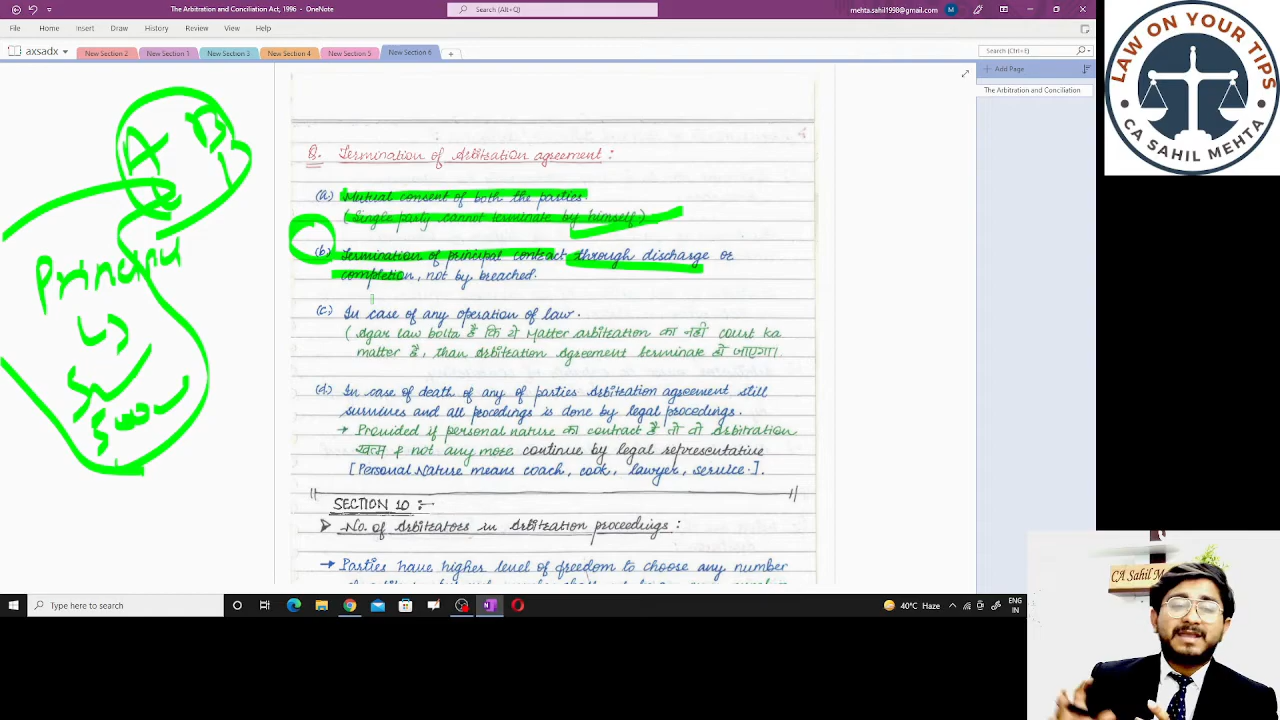 The Arbitration and Conciliation Act, 1996 - OneNote
Search (Alt+Q)
mehta.sahil1998@gmail.com
M
File Home Insert Draw History Review View Help
axsadx
New Section 2 New Section 1 New Section 3 New Section 4 New Section 5 New Section 6 +
Search (Ctrl+E)
Add Page
The Arbitration and Conciliation
LAW ON YOUR TIPS
CA SAHIL MEHTA
A
B
Principal
Q. Termination of Arbitration agreement :
(a) Mutual consent of both the parties
(Single party cannot terminate by himself)
(b) Termination of principal contract through discharge or
completion, not by breached.
(c) In case of any operation of law.
(Agar law bolta है कि ये Matter arbitration का नहीं court ka
matter है, than Arbitration Agreement terminate हो जाएगा।
(d) In case of death of any of parties Arbitration agreement still
survives and all procedings is done by legal procedings.
→ Provided if personal nature का contract है तो वो Arbitration
खत्म & not any more continue by legal representative
[Personal Nature means coach, cook, lawyer, service.].
SECTION 10 :-
➤ No. of Arbitrators in Arbitration proceedings :
→ Parties have higher level of freedom to choose any number
CA Sahil M
Type here to search
40°C Haze
ENG
IN